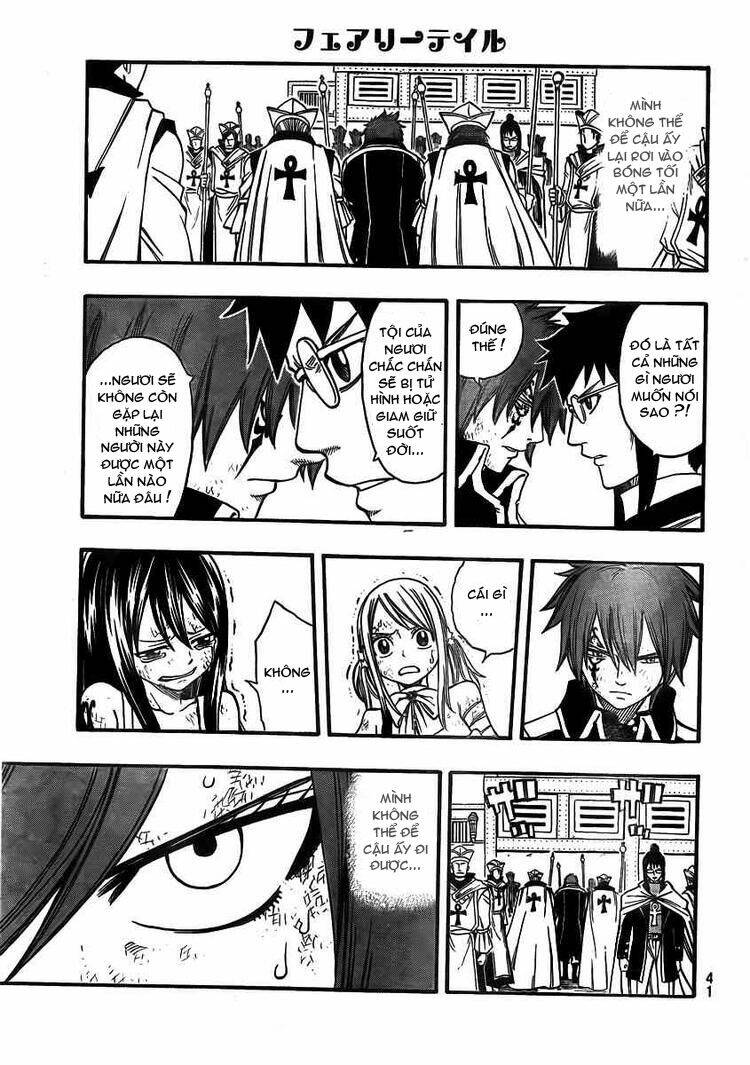 フェアリーテイル
MÌNH
KHÔNG THỂ
ĐỂ CẬU ẤY
LẠI RƠI VÀO
BÓNG TỐI
MỘT LẦN
NỮA...
ĐÓ LÀ TẤT
CẢ NHỮNG
GÌ NGƯƠI
MUỐN NÓI
SAO ?!
ĐÚNG
THẾ !
TỘI CỦA
NGƯƠI
CHẮC CHẮN
SẼ BỊ TỬ
HÌNH HOẶC
GIAM GIỮ
SUỐT
ĐỜI...
...NGƯƠI SẼ
KHÔNG CÒN
GẶP LẠI
NHỮNG
NGƯỜI NÀY
ĐƯỢC MỘT
LẦN NÀO
NỮA ĐÂU !
CÁI GÌ
...
KHÔNG
...
MÌNH
KHÔNG
THỂ ĐỂ
CẬU ẤY ĐI
ĐƯỢC...
41